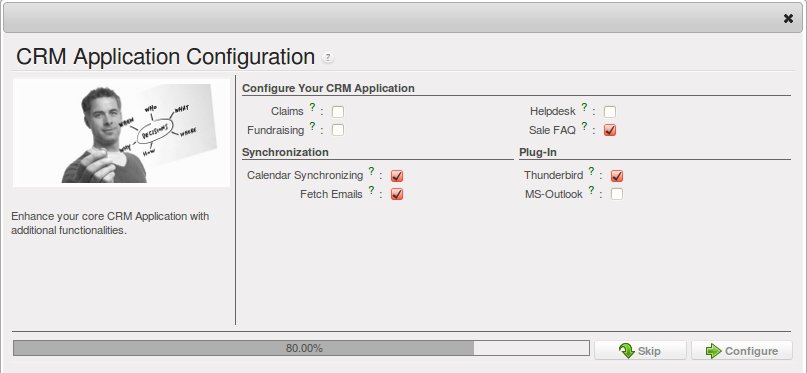 CRM Application Configuration ?
WHO
WHAT
WHEN
DECISIONS
WHERE
WHY
HOW
Enhance your core CRM Application with
additional functionalities.
Configure Your CRM Application
Claims ? :
Helpdesk ? :
Fundraising ? :
Sale FAQ ? :
Synchronization
Plug-In
Calendar Synchronizing ? :
Thunderbird ? :
Fetch Emails ? :
MS-Outlook ? :
80.00%
Skip
Configure